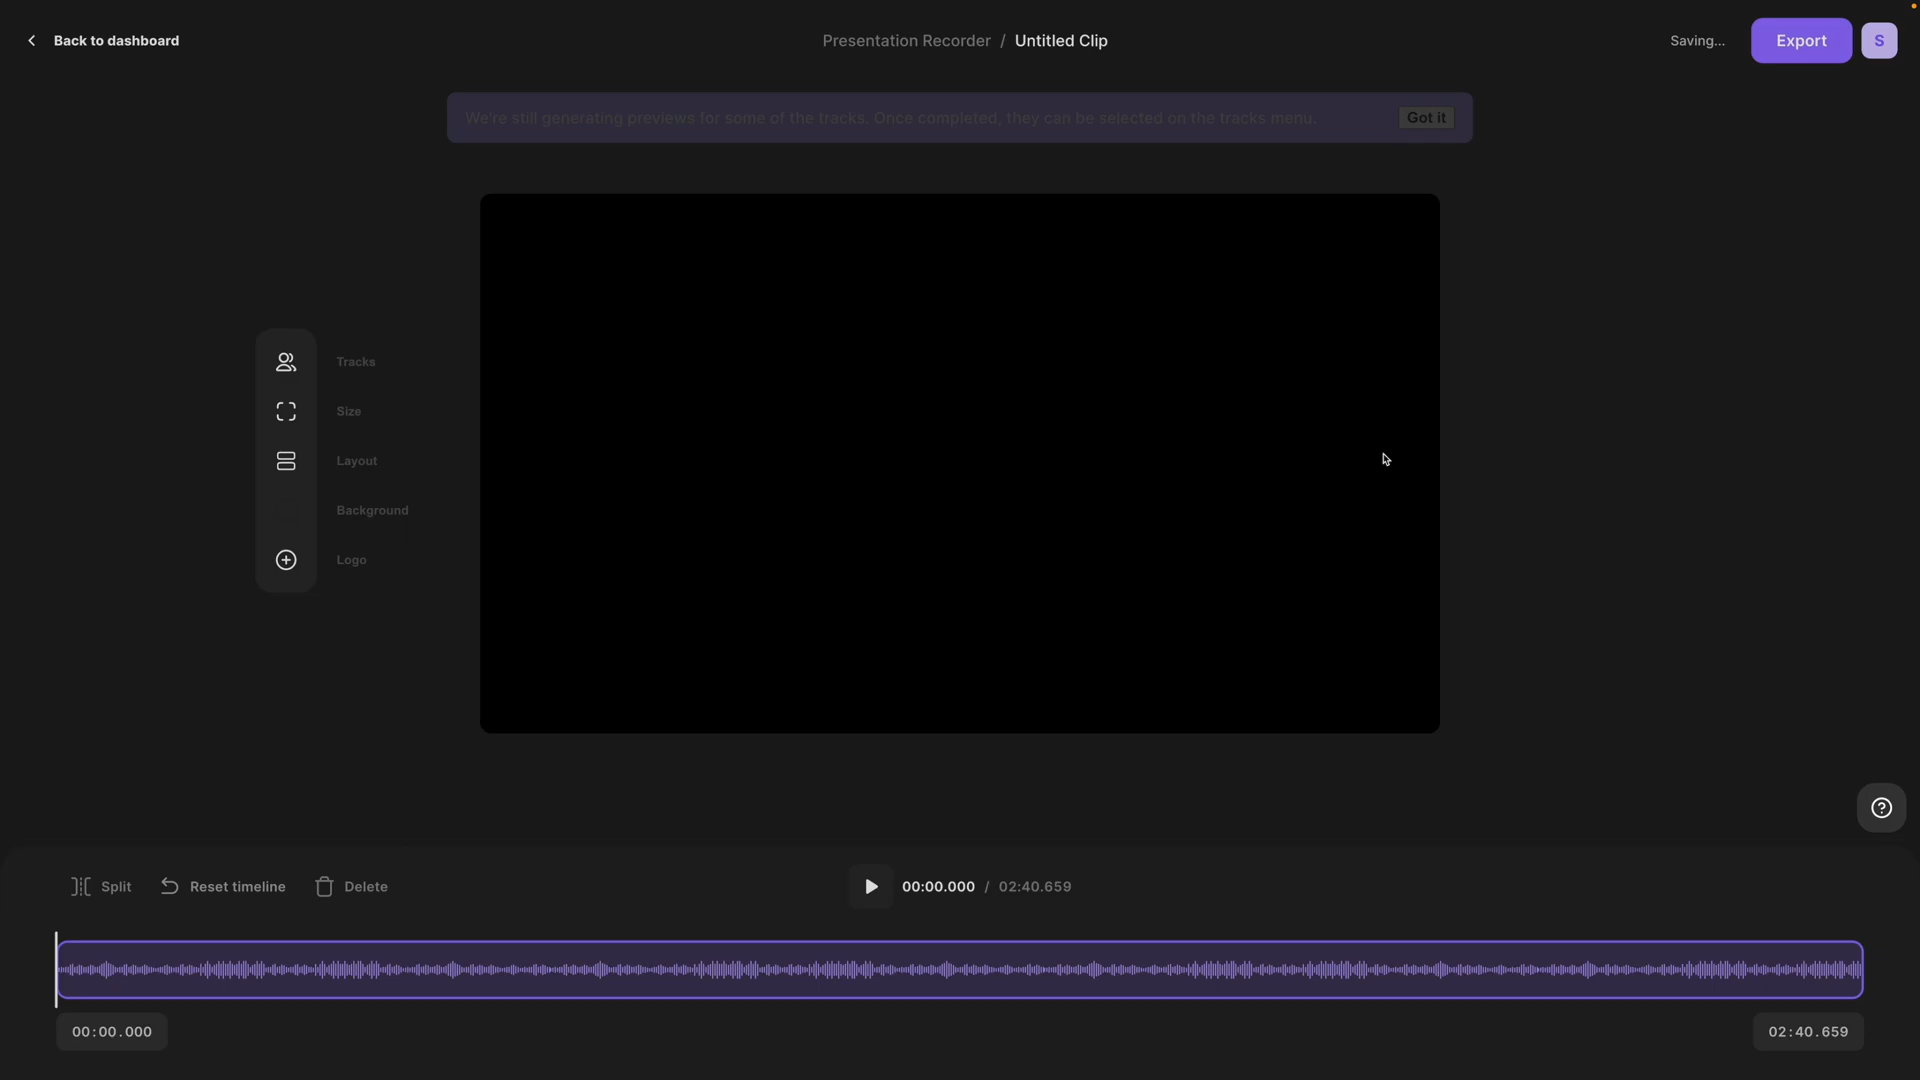 Back to dashboard
Presentation Recorder / Untitled Clip
Saving...
Export
S
We're still generating previews for some of the tracks. Once completed, they can be selected on the tracks menu.
Got it
Tracks
Size
Layout
Background
Logo
Split
Reset timeline
Delete
00:00.000 / 02:40.659
00:00.000
02:40.659